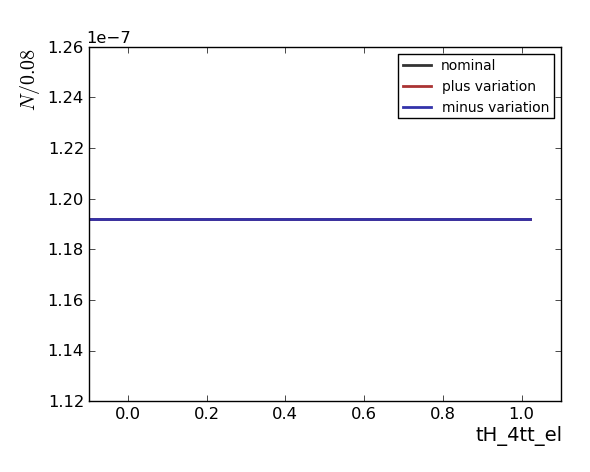 1e−7
N/0.08
1.26
1.24
1.22
1.20
1.18
1.16
1.14
1.12
nominal
plus variation
minus variation
0.0 0.2 0.4 0.6 0.8 1.0
tH_4tt_el